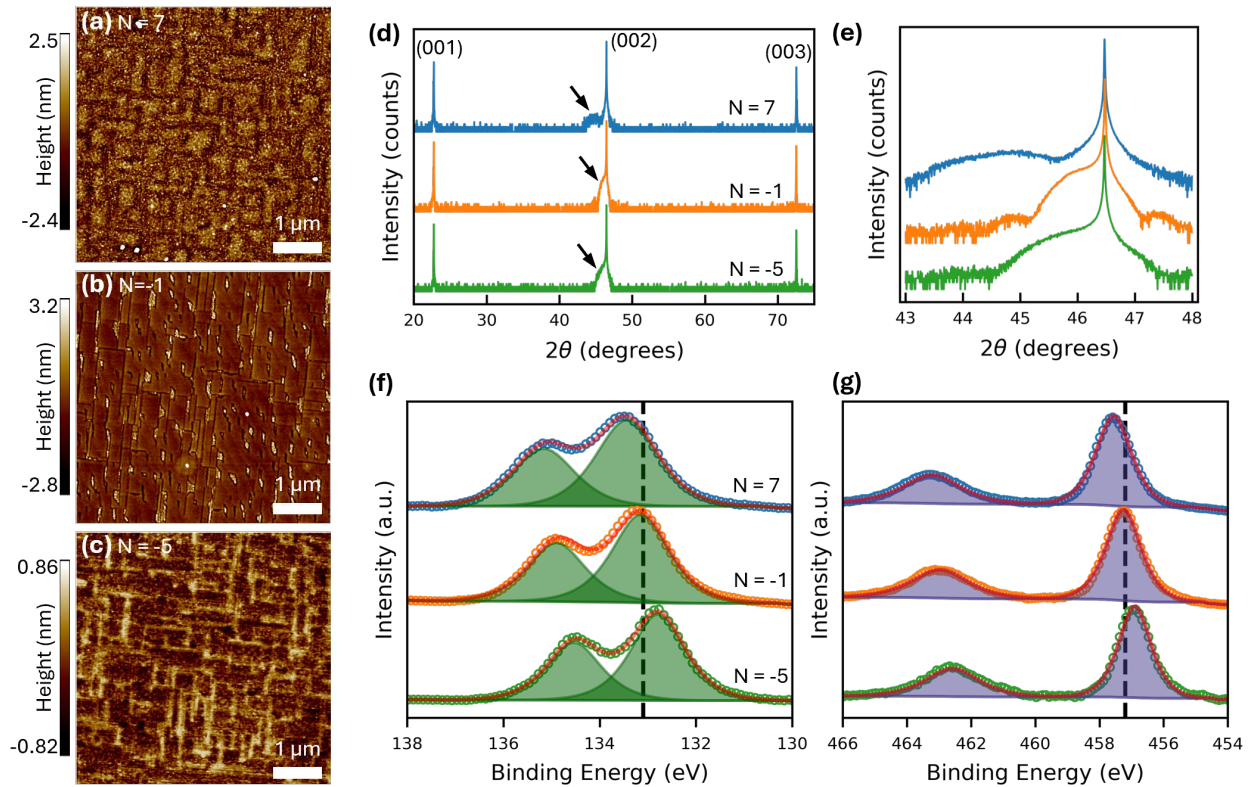 (a) N = 7
2.5
Height (nm)
-2.4
1 µm
(b) N=-1
3.2
Height (nm)
-2.8
1 µm
(c) N = -5
0.86
Height (nm)
-0.82
1 µm
(d)
(001)
(002)
(003)
N = 7
N = -1
N = -5
Intensity (counts)
20 30 40 50 60 70
2θ (degrees)
(e)
Intensity (counts)
43 44 45 46 47 48
2θ (degrees)
(f)
N = 7
N = -1
N = -5
Intensity (a.u.)
138 136 134 133 132 130
Binding Energy (eV)
(g)
Intensity (a.u.)
466 464 462 460 458 457 456 454
Binding Energy (eV)